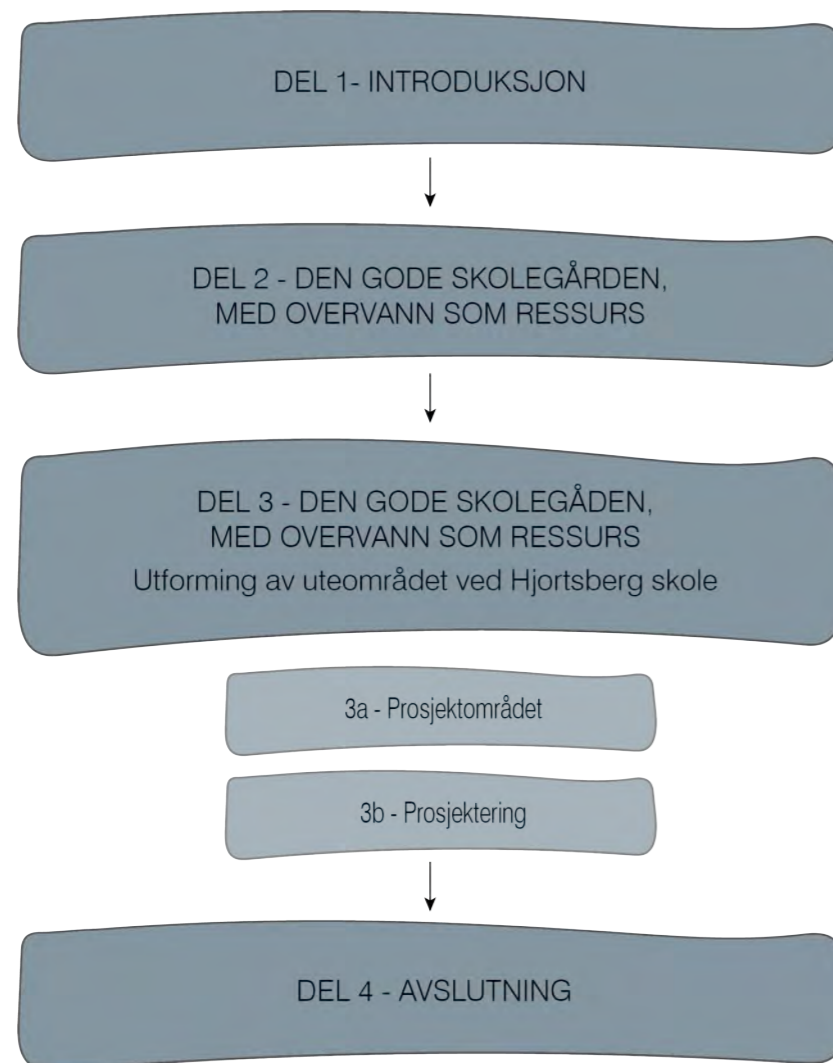 DEL 1- INTRODUKSJON
DEL 2 - DEN GODE SKOLEGÅRDEN,
MED OVERVANN SOM RESSURS
DEL 3 - DEN GODE SKOLEGÅDEN,
MED OVERVANN SOM RESSURS
Utforming av uteområdet ved Hjortsberg skole
3a - Prosjektområdet
3b - Prosjektering
DEL 4 - AVSLUTNING